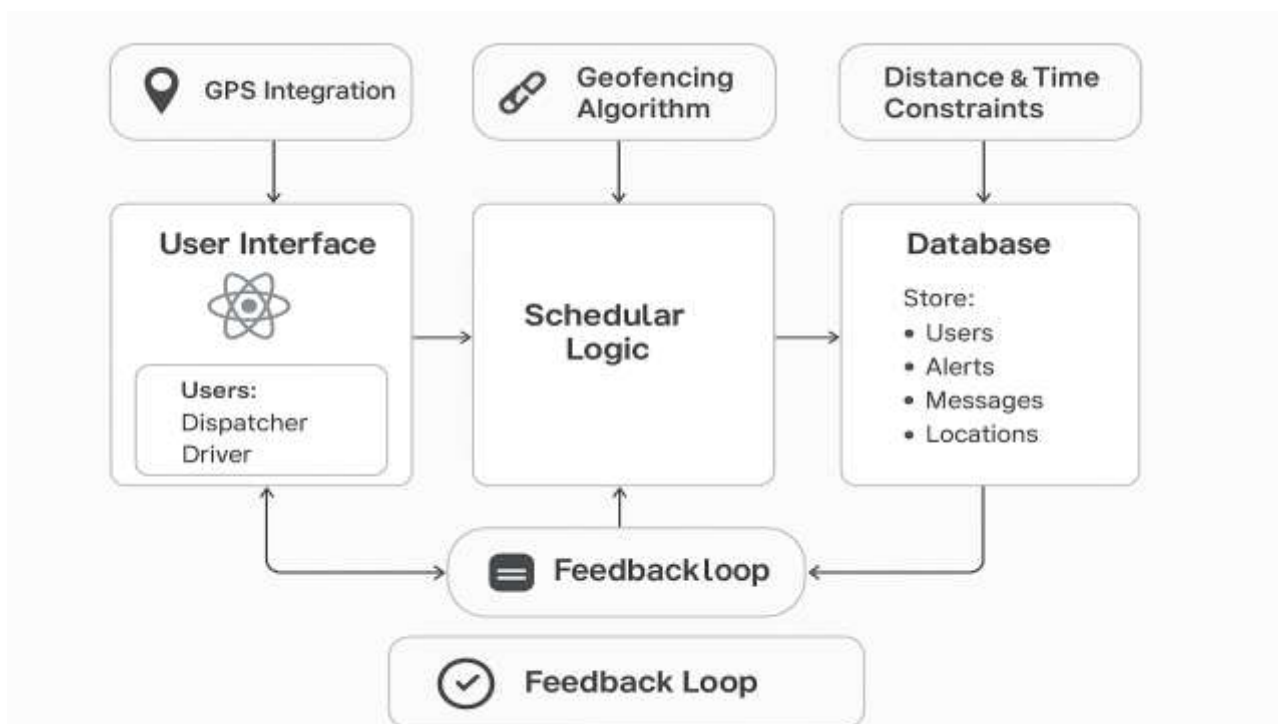 GPS Integration
Geofencing
Algorithm
Distance & Time
Constraints
User Interface
Users:
Dispatcher
Driver
Schedular
Logic
Database
Store:
• Users
• Alerts
• Messages
• Locations
Feedbackloop
Feedback Loop